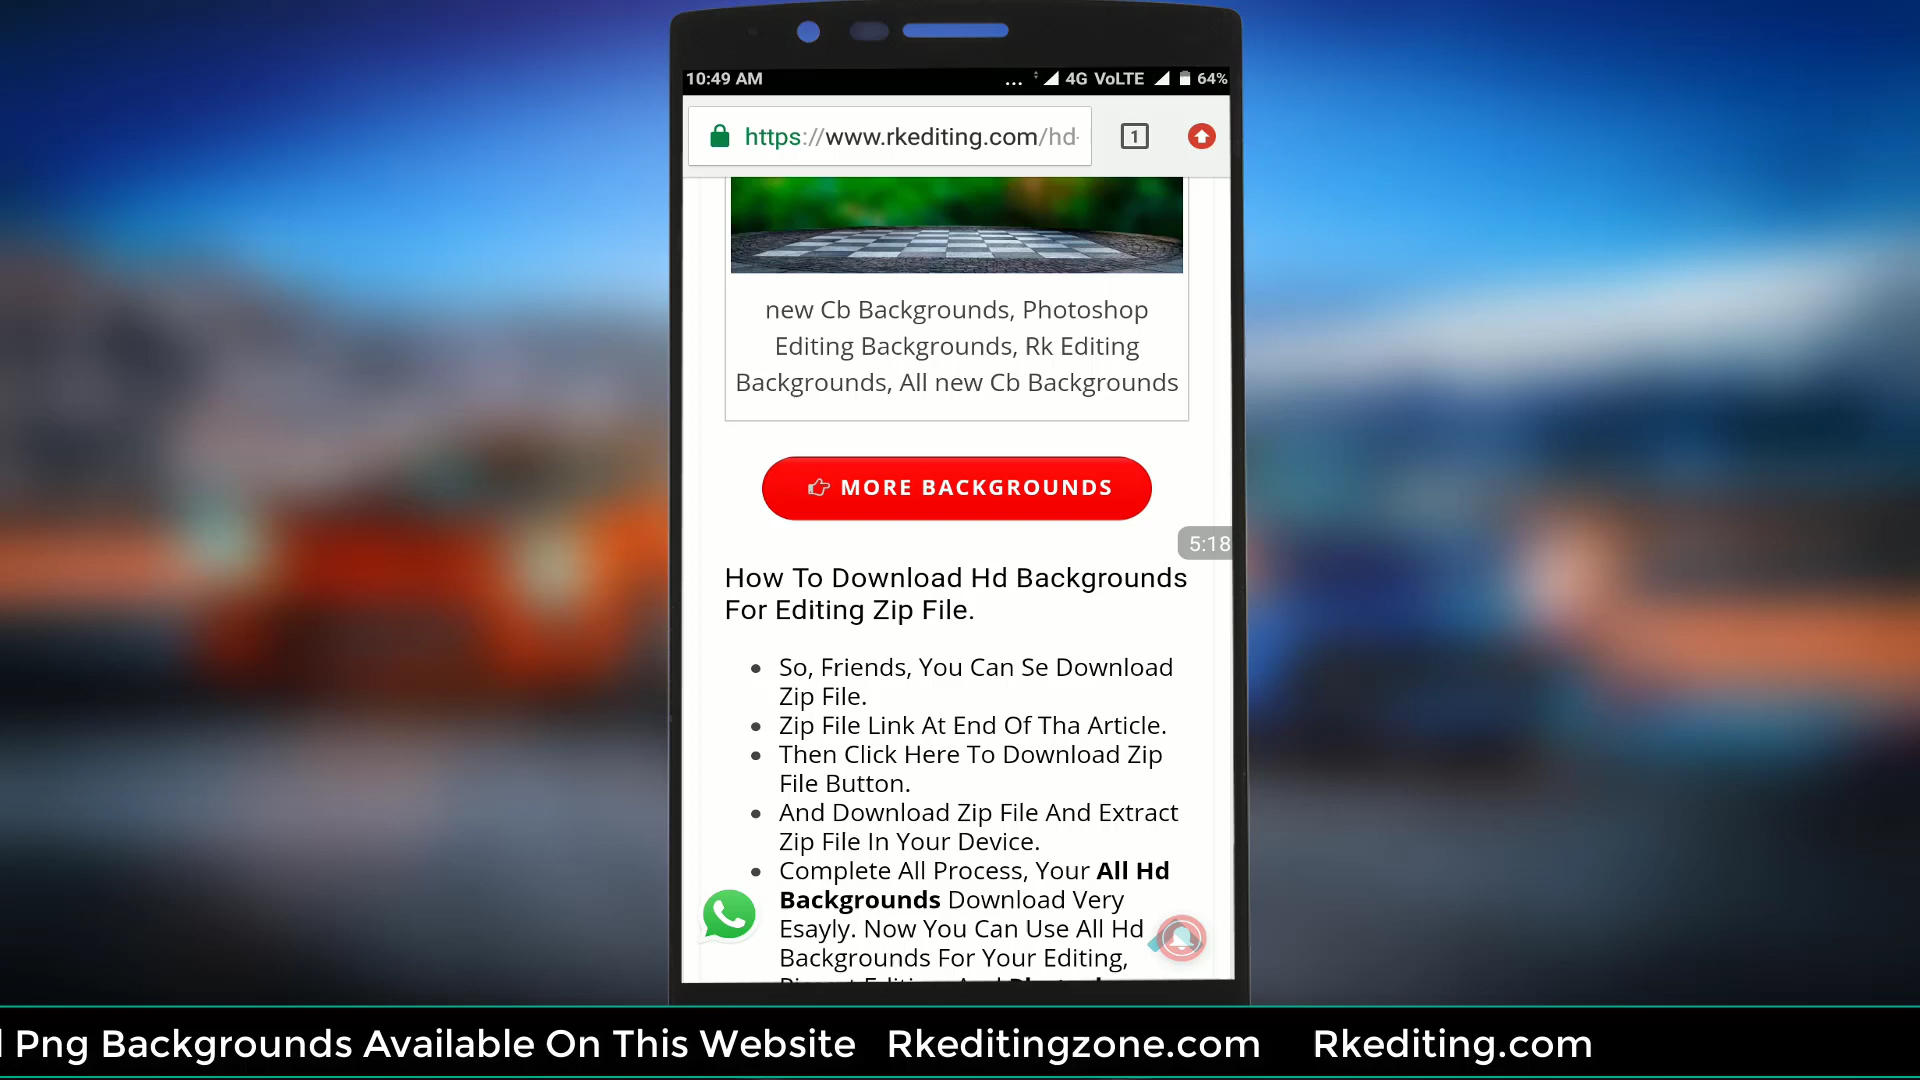 10:49 AM
... 4G VoLTE 64%
https://www.rkediting.com/hd-
1
new Cb Backgrounds, Photoshop
Editing Backgrounds, Rk Editing
Backgrounds, All new Cb Backgrounds
MORE BACKGROUNDS
5:18
How To Download Hd Backgrounds
For Editing Zip File.
So, Friends, You Can Se Download
Zip File.
Zip File Link At End Of Tha Article.
Then Click Here To Download Zip
File Button.
And Download Zip File And Extract
Zip File In Your Device.
Complete All Process, Your All Hd
Backgrounds Download Very
Esayly. Now You Can Use All Hd
Backgrounds For Your Editing,
Png Backgrounds Available On This Website Rkeditingzone.com Rkediting.com